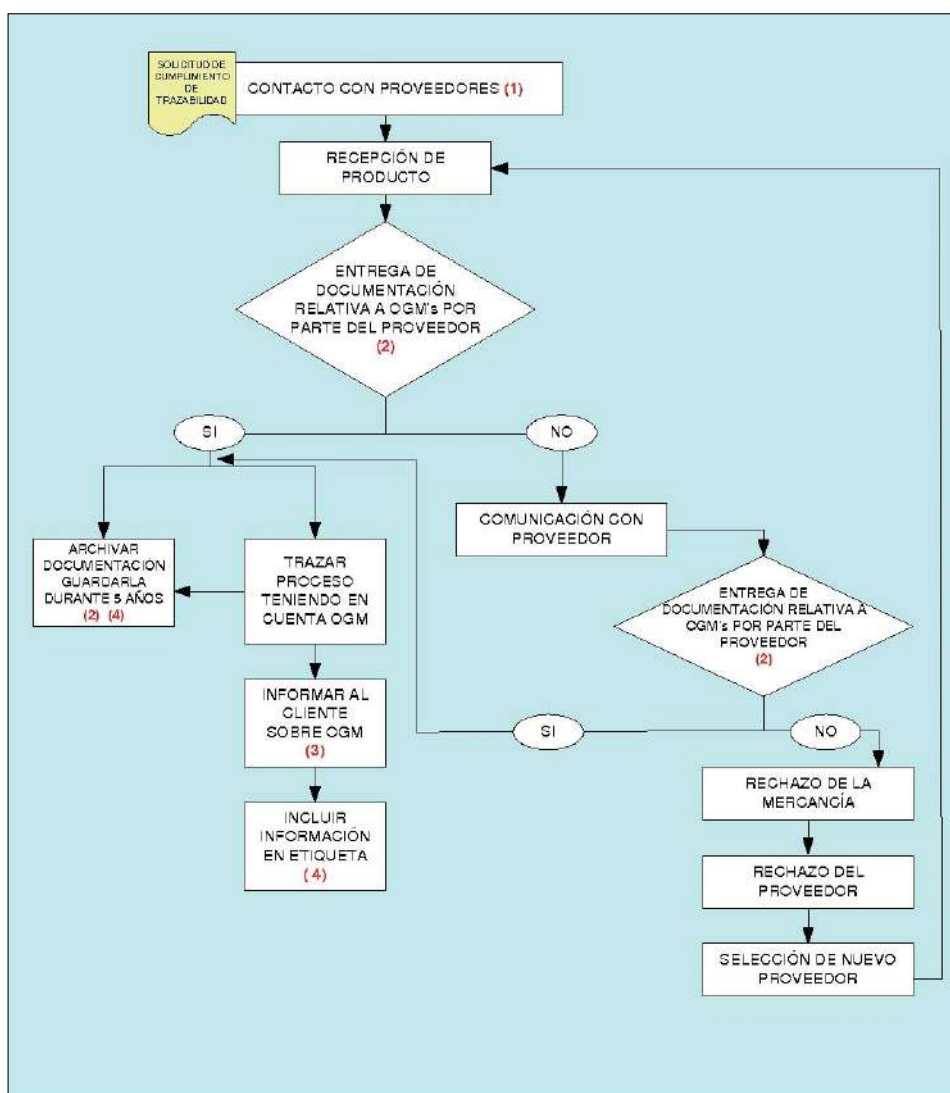 SOLICITUD DE
CUMPLIMIENTO
DE
TRAZABILIDAD
CONTACTO CON PROVEEDORES (1)
RECEPCIÓN DE
PRODUCTO
ENTREGA DE
DOCUMENTACIÓN
RELATIVA A OGM's POR
PARTE DEL PROVEEDOR
(2)
SI
NO
COMUNICACIÓN CON
PROVEEDOR
ARCHIVAR
DOCUMENTACIÓN
GUARDARLA
DURANTE 5 AÑOS
(2) (4)
TRAZAR
PROCESO
TENIENDO EN
CUENTA OGM
ENTREGA DE
DOCUMENTACIÓN RELATIVA A
OGM's POR PARTE DEL
PROVEEDOR
(2)
INFORMAR AL
CLIENTE
SOBRE OGM
(3)
SI
NO
RECHAZO DE LA
MERCANCÍA
INCLUIR
INFORMACIÓN
EN ETIQUETA
(4)
RECHAZO DEL
PROVEEDOR
SELECCIÓN DE NUEVO
PROVEEDOR